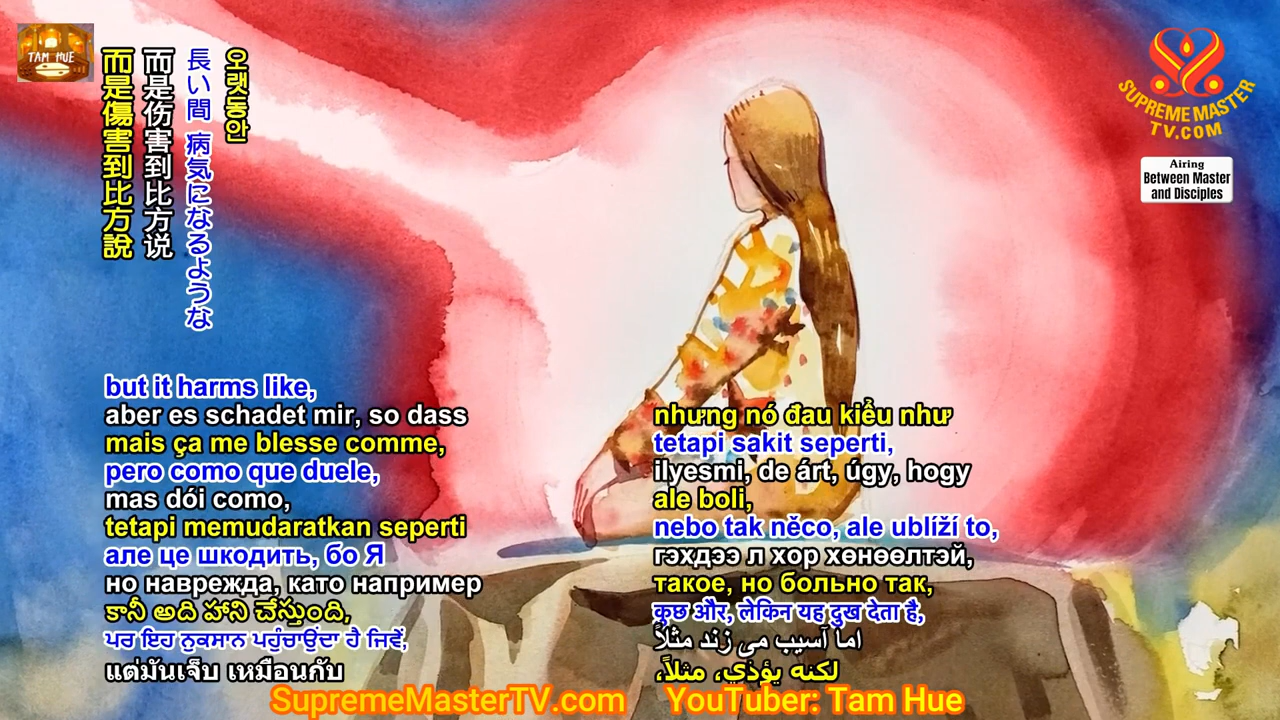 TAM HUE
而是傷害到比方說
而是伤害到比方说
長い間 病気になるような
오랫동안
SUPREME MASTER
TV.COM
Airing
Between Master
and Disciples
but it harms like,
aber es schadet mir, so dass
mais ça me blesse comme,
pero como que duele,
mas dói como,
tetapi memudaratkan seperti
але це шкодить, бо Я
но наврежда, като например
కానీ అది హాని చేస్తుంది,
ਪਰ ਇਹ ਨੁਕਸਾਨ ਪਹੁੰਚਾਉਂਦਾ ਹੈ ਜਿਵੇਂ,
แต่มันเจ็บ เหมือนกับ
nhưng nó đau kiểu như
tetapi sakit seperti,
ilyesmi, de árt, úgy, hogy
ale boli,
nebo tak něco, ale ublíží to,
гэхдээ л хор хөнөөлтэй,
такое, но больно так,
कुछ और, लेकिन यह दुख देता है,
اما آسیب می زند مثلاً
لكنه يؤذي، مثلاً،
SupremeMasterTV.com YouTuber: Tam Hue